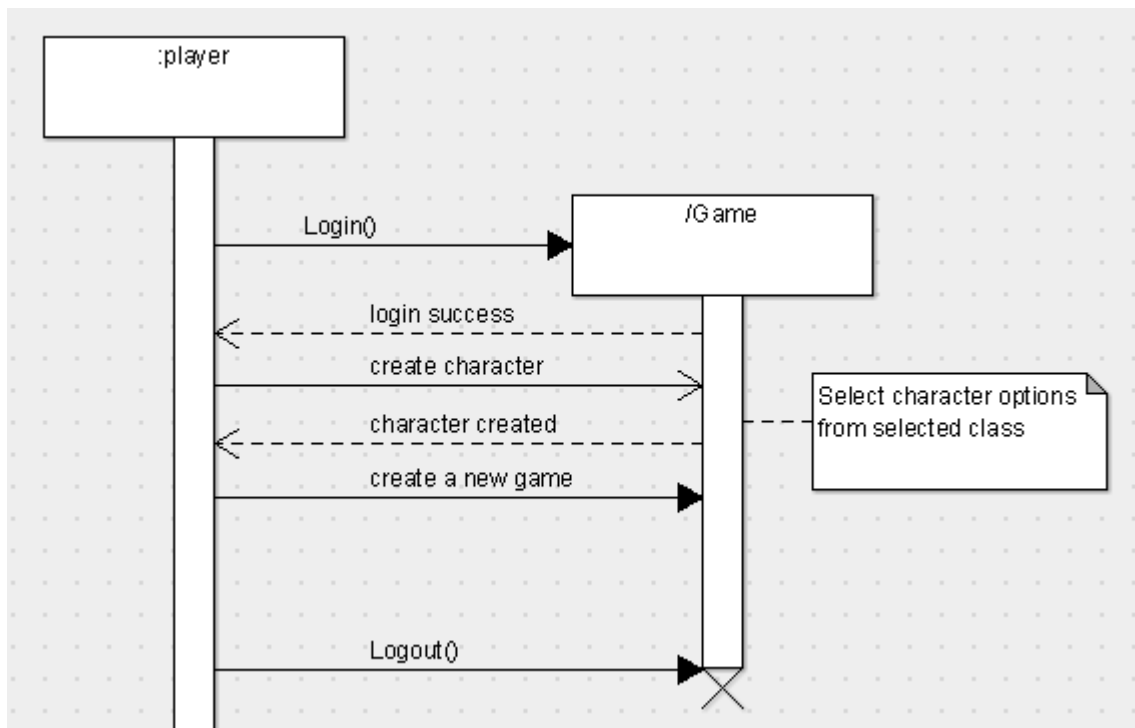 :player
/Game
Login()
login success
create character
Select character options
from selected class
character created
create a new game
Logout()